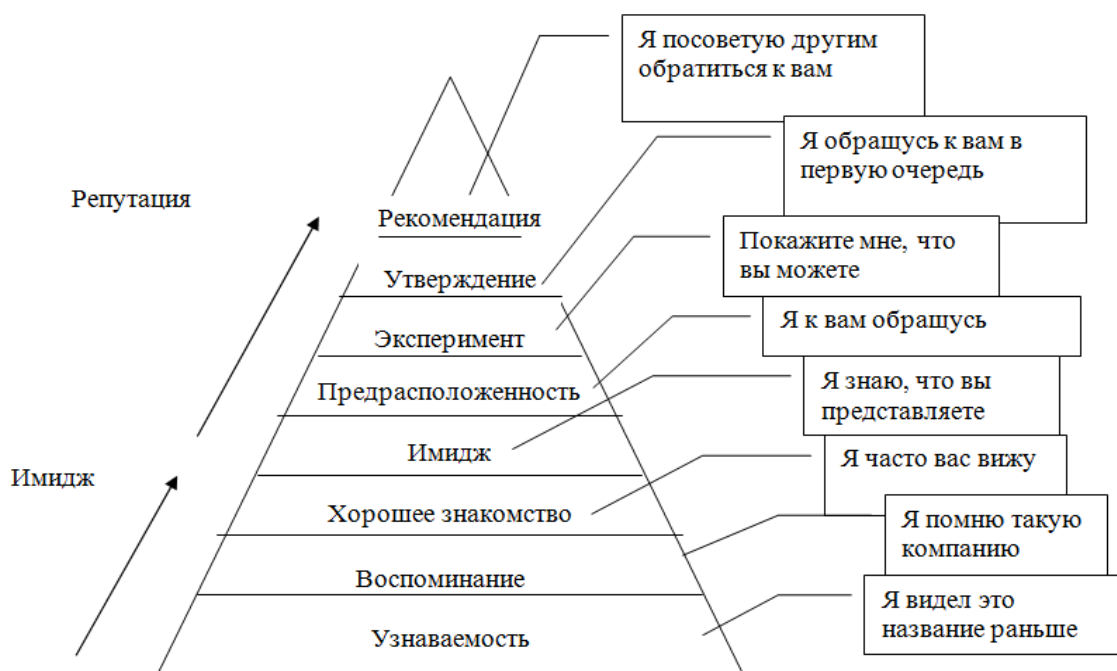 Я посоветую другим
обратиться к вам
Я обращусь к вам в
первую очередь
Репутация
Рекомендация
Покажите мне, что
вы можете
Утверждение
Я к вам обращусь
Эксперимент
Предрасположенность
Я знаю, что вы
представляете
Имидж
Имидж
Я часто вас вижу
Хорошее знакомство
Я помню такую
компанию
Воспоминание
Я видел это
название раньше
Узнаваемость